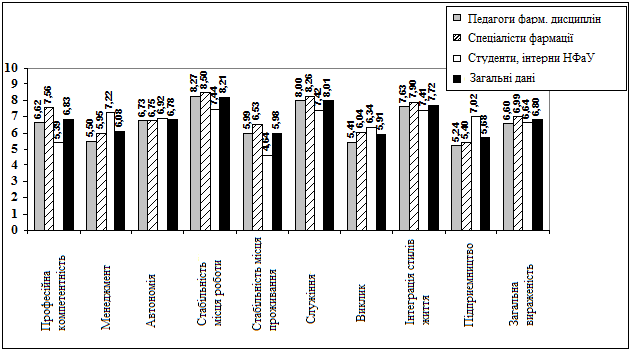 Педагоги фарм. дисциплін
Спеціалісти фармації
Студенти, інтерни НФаУ
Загальні дані
10
9
8
7
6
5
4
3
2
1
0
6,62 7,56 5,39 6,83
5,50 5,95 7,22 6,08
6,73 6,75 6,92 6,78
8,27 8,50 7,44 8,21
5,99 6,53 4,64 5,98
8,00 8,26 7,42 8,01
5,41 6,04 6,34 5,91
7,63 7,90 7,41 7,72
5,24 5,40 7,02 5,68
6,60 6,99 6,64 6,80
Професійна
компетентність
Менеджмент
Автономія
Стабільність
місця роботи
Стабільність місця
проживання
Служіння
Виклик
Інтеграція стилів
життя
Підприємництво
Загальна
вираженість